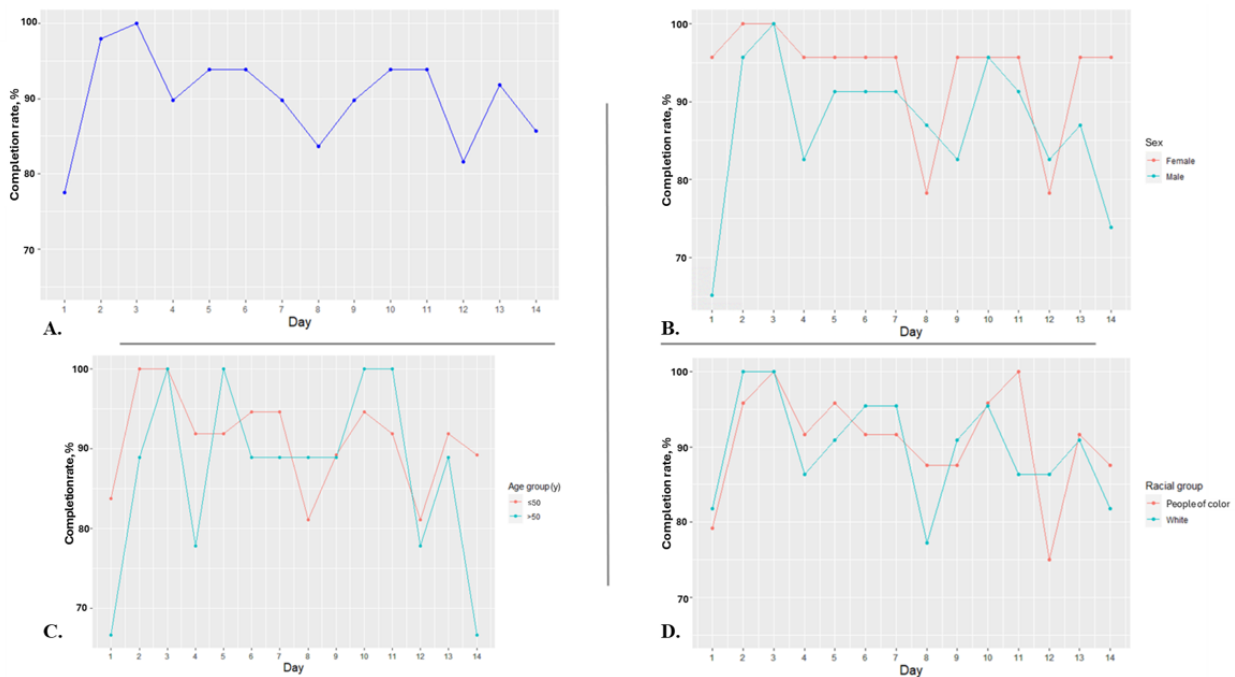 100
90
80
70
Completion rate, %
1 2 3 4 5 6 7 8 9 10 11 12 13 14
Day
A.
100
90
80
70
Completion rate, %
1 2 3 4 5 6 7 8 9 10 11 12 13 14
Day
B.
Sex
Female
Male
100
90
80
70
Completion rate, %
1 2 3 4 5 6 7 8 9 10 11 12 13 14
Day
C.
Age group (y)
≤50
>50
100
90
80
70
Completion rate, %
1 2 3 4 5 6 7 8 9 10 11 12 13 14
Day
D.
Racial group
People of color
White